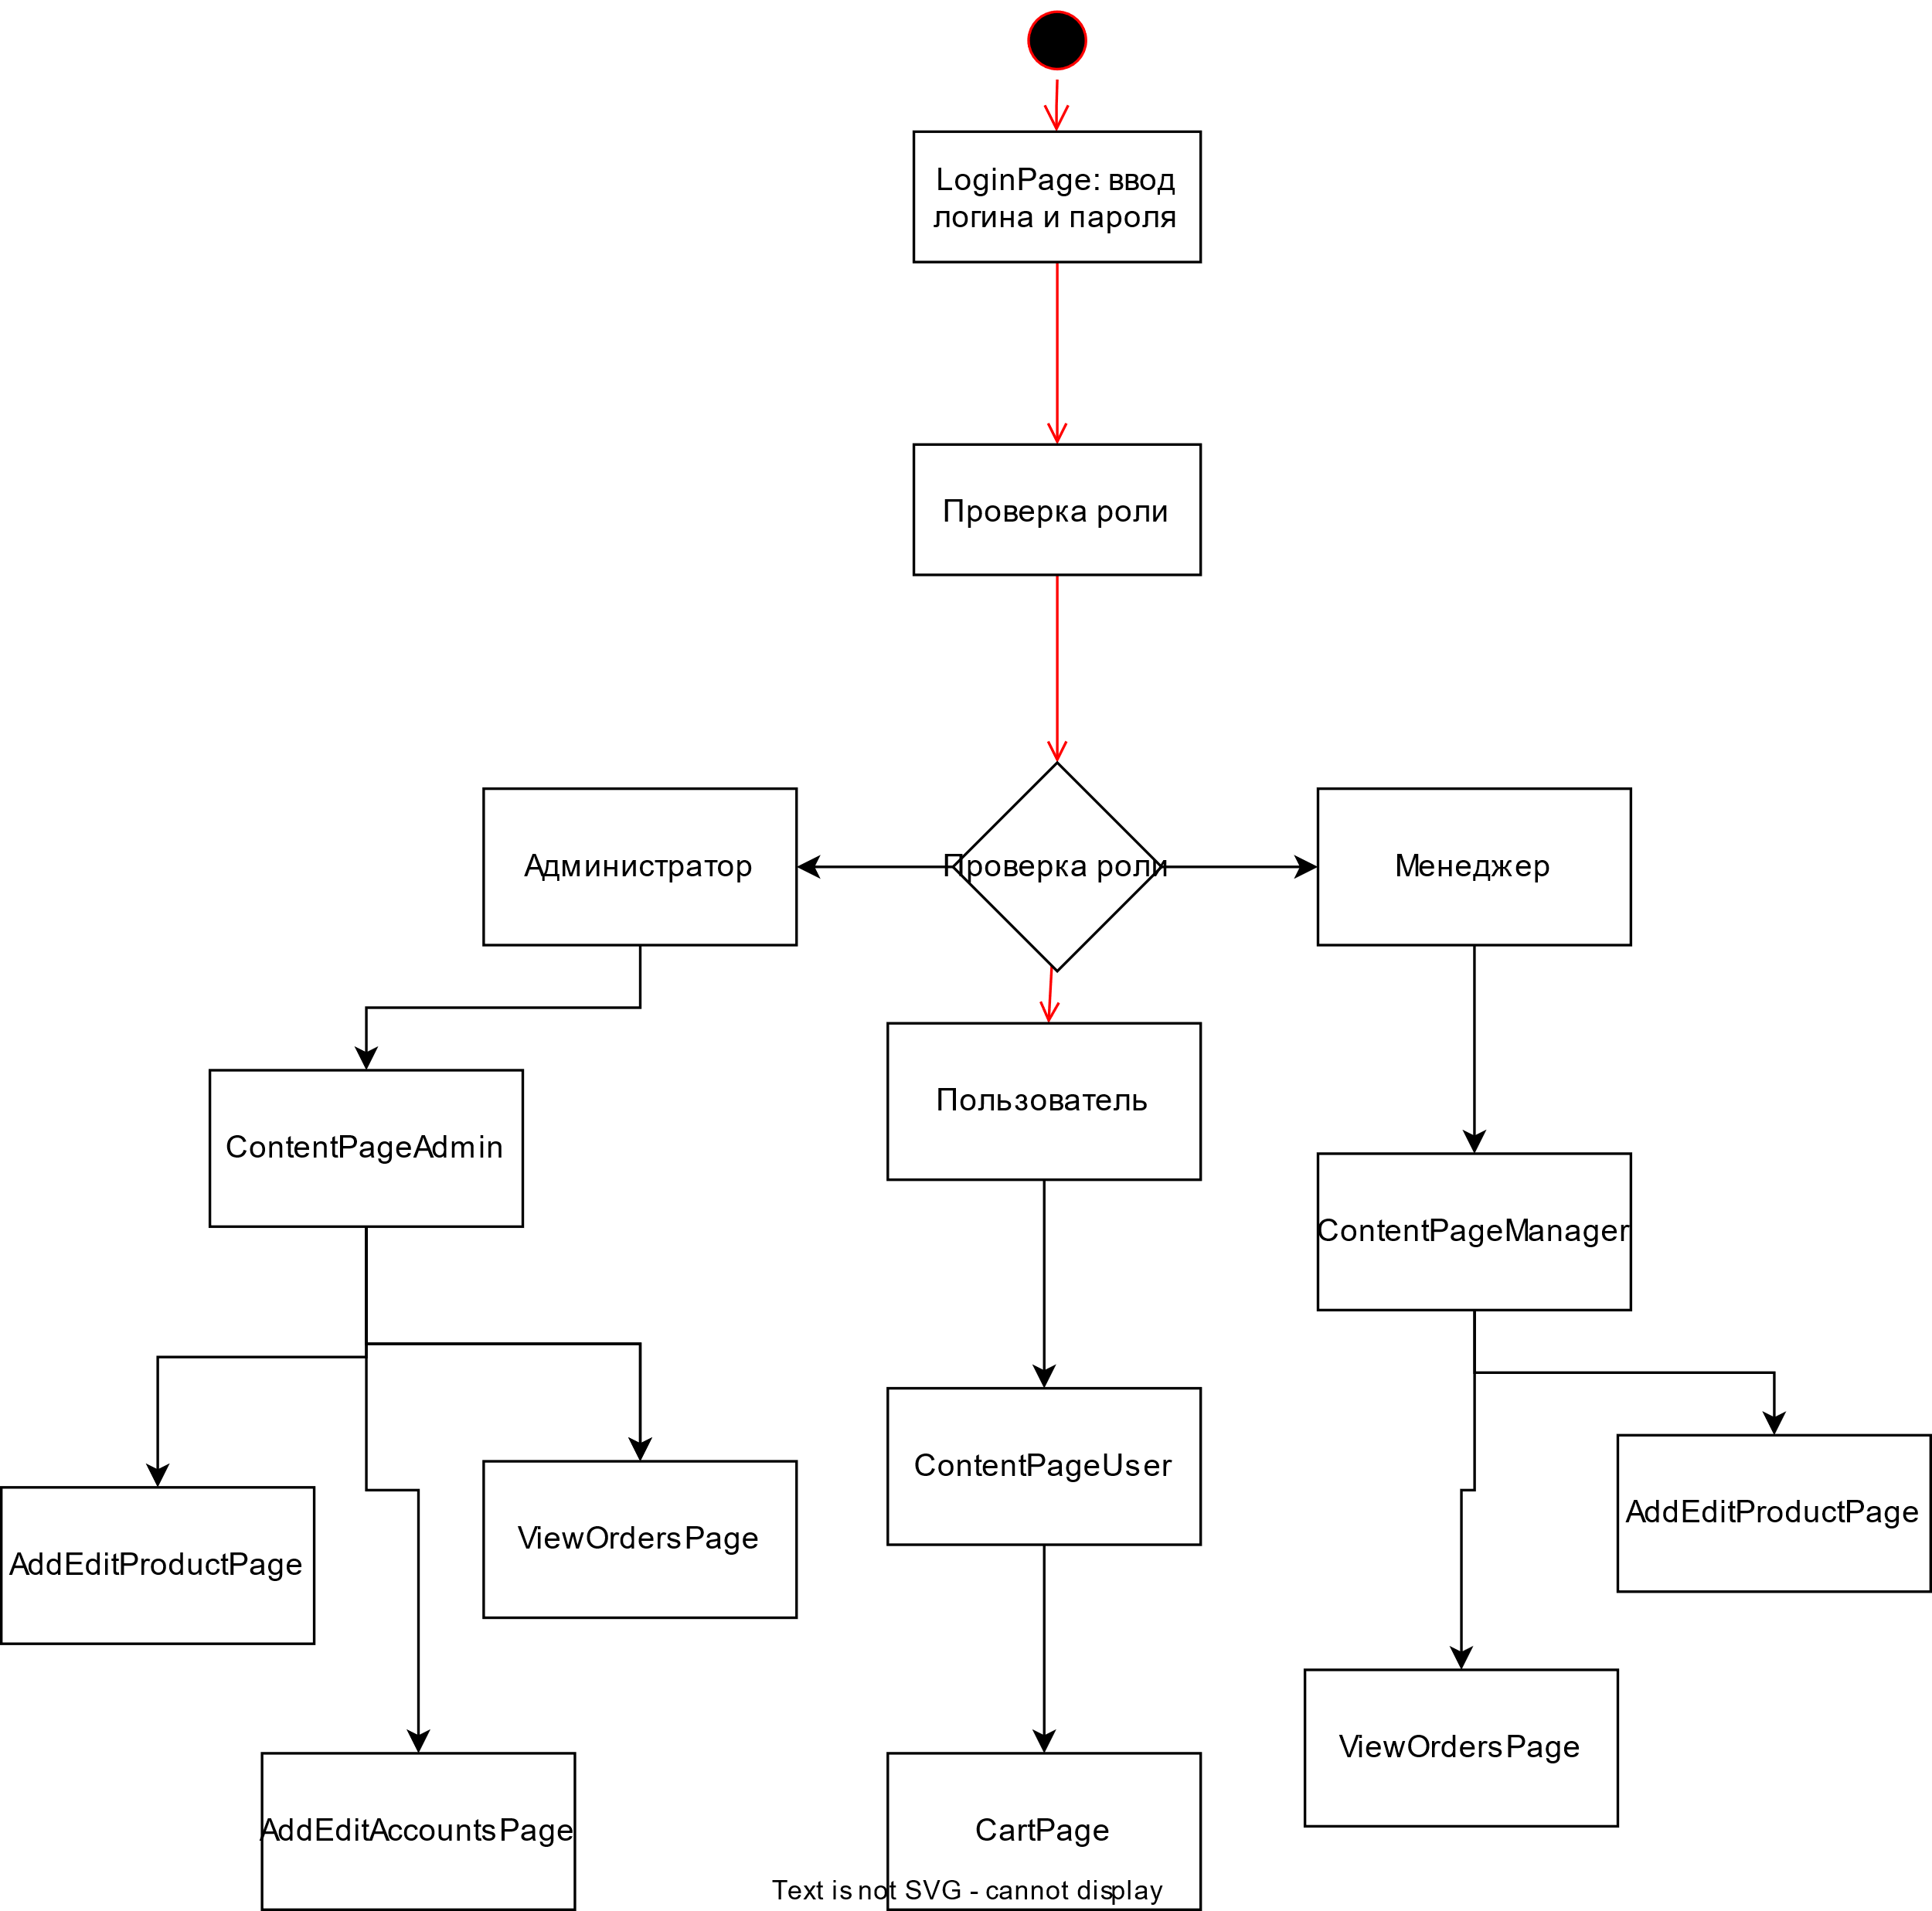 LoginPage: ввод
логина и пароля
Проверка роли
Администратор
Проверка роли
Менеджер
Пользователь
ContentPageAdmin
ContentPageManager
ContentPageUser
AddEditProductPage
ViewOrdersPage
AddEditProductPage
ViewOrdersPage
AddEditAccountsPage
CartPage
Text is not SVG - cannot display